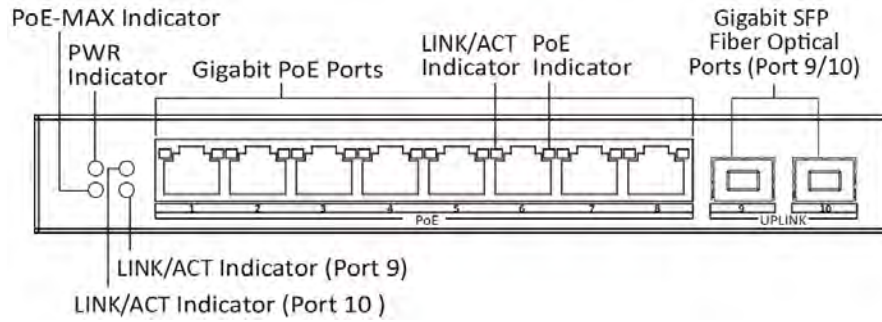 PoE-MAX Indicator
PWR
Indicator
Gigabit PoE Ports
LINK/ACT
Indicator
PoE
Indicator
Gigabit SFP
Fiber Optical
Ports (Port 9/10)
1 2 3 4 5 6 7 8
PoE
9 10
UPLINK
LINK/ACT Indicator (Port 9)
LINK/ACT Indicator (Port 10 )